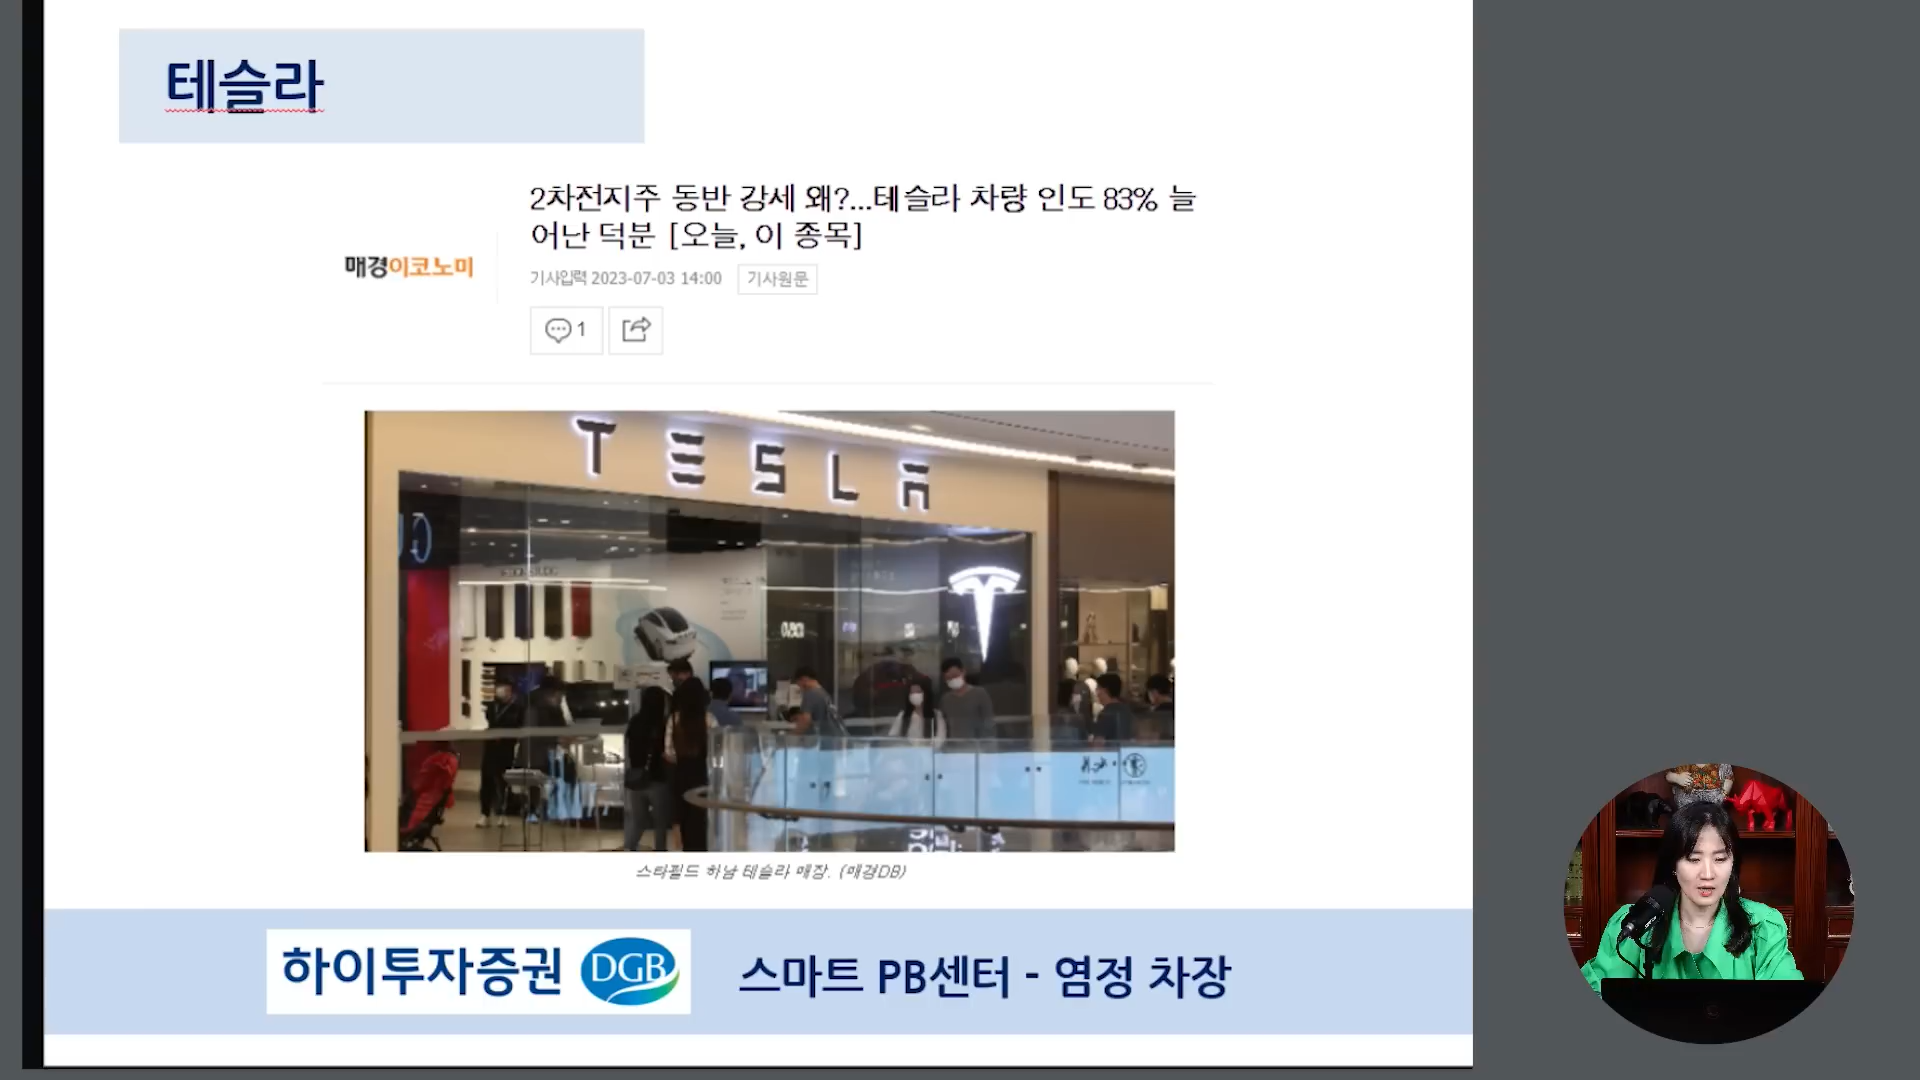 테슬라
2차전지주 동반 강세 왜?...테슬라 차량 인도 83% 늘
어난 덕분 [오늘, 이 종목]
매경이코노미
기사입력 2023-07-03 14:00 기사원문
1
TESLA
스타필드 하남 테슬라 매장. (매경DB)
하이투자증권 DGB 스마트 PB센터 - 염정 차장